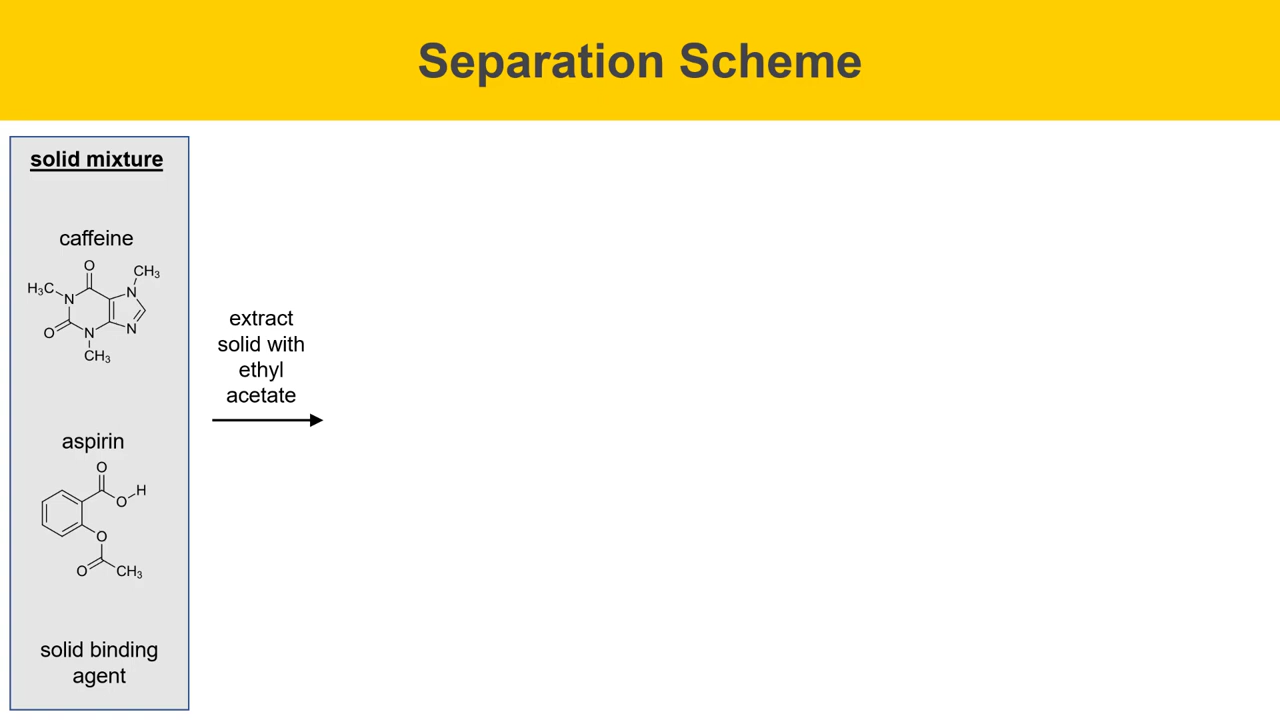 Separation Scheme
solid mixture
caffeine
O
CH₃
H₃C
N
N
O
N
N
CH₃
extract
solid with
ethyl
acetate
aspirin
O
H
O
O
O
CH₃
solid binding
agent